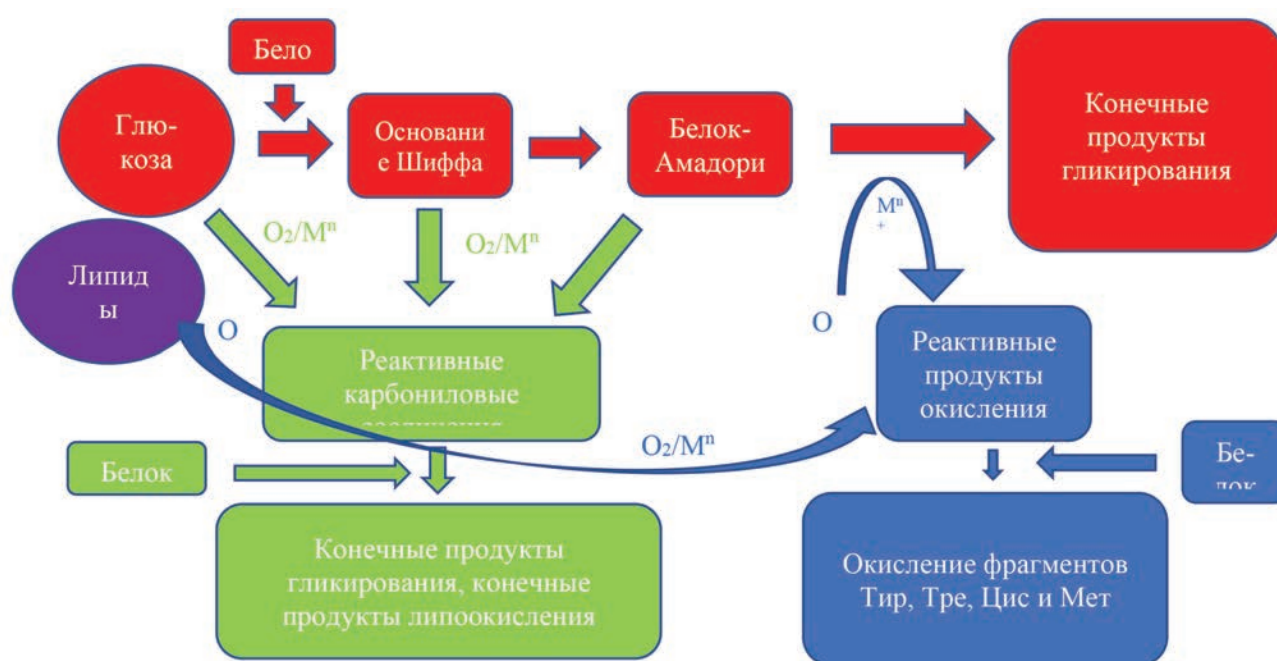 Бело
Глю-
коза
Основани
е Шиффа
Белок-
Амадори
Конечные
продукты
гликирования
O₂/Mⁿ
O₂/Mⁿ
Mⁿ
+
Липид
ы
O
O
Реактивные
карбониловые
Реактивные
продукты
окисления
O₂/Mⁿ
Белок
Бе-
лок
Конечные продукты
гликирования, конечные
продукты липоокисления
Окисление фрагментов
Тир, Тре, Цис и Мет